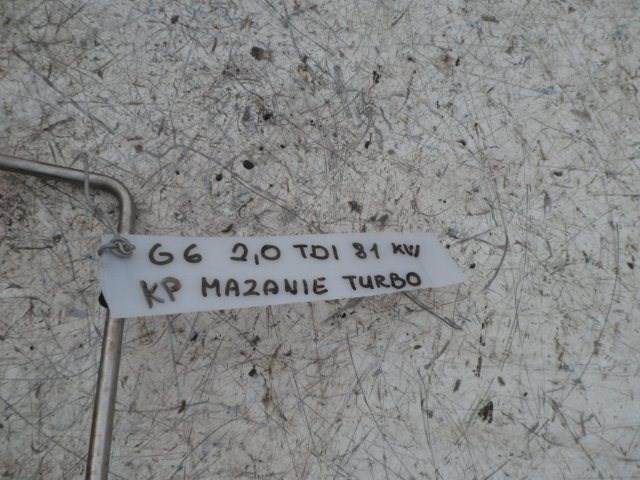 G6 2,0 TDI 81 KW
KP MAZANIE TURBO